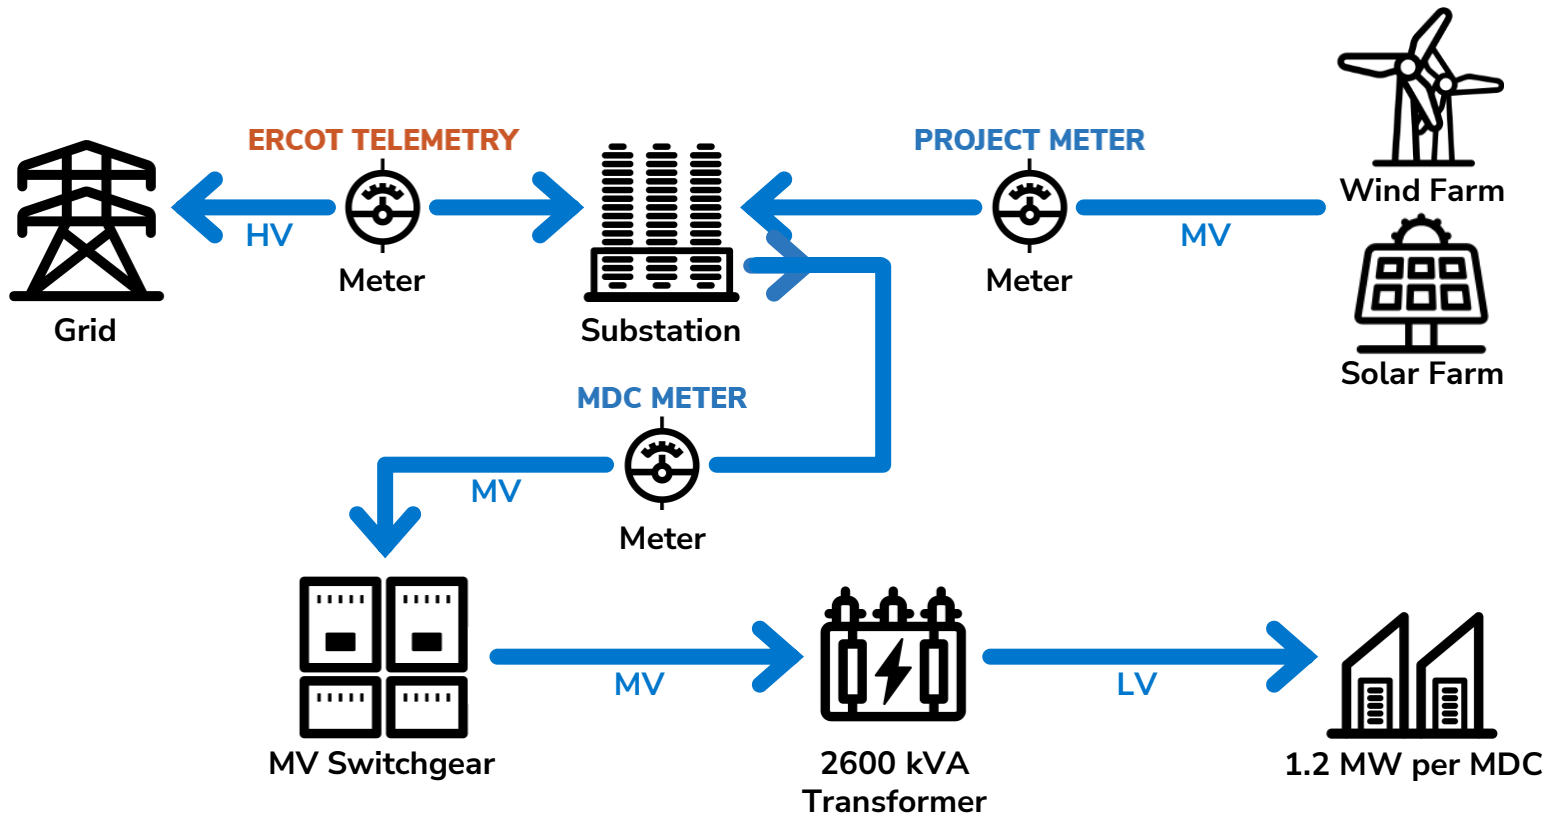 ERCOT TELEMETRY
PROJECT METER
HV
MV
Meter
Meter
Wind Farm
Grid
Substation
Solar Farm
MDC METER
MV
Meter
MV
LV
MV Switchgear
2600 kVA
Transformer
1.2 MW per MDC